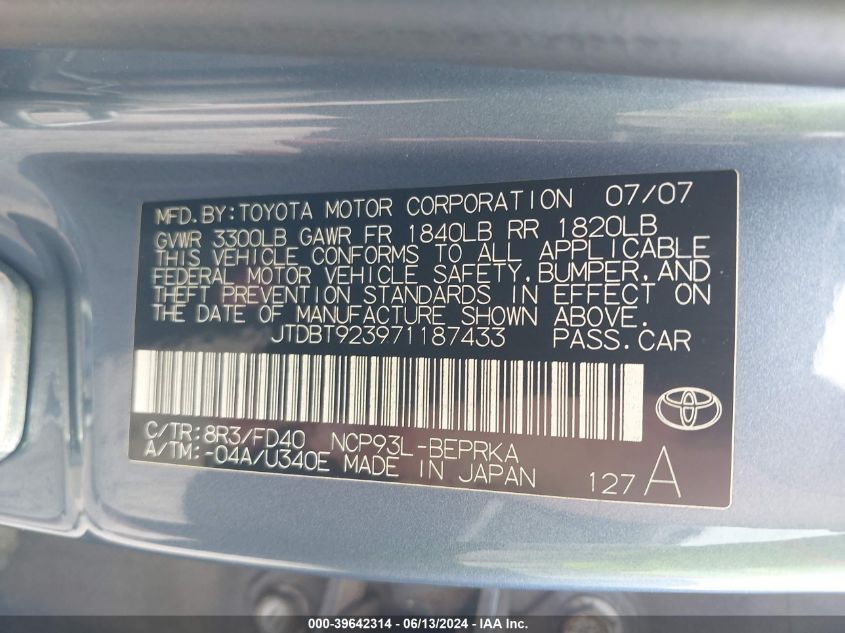 MFD.BY:TOYOTA MOTOR CORPORATION 07/07
GVWR 3300LB GAWR FR 1840LB RR 1820LB
THIS VEHICLE CONFORMS TO ALL APPLICABLE
FEDERAL MOTOR VEHICLE SAFETY,BUMPER,AND
THEFT PREVENTION STANDARDS IN EFFECT ON
THE DATE OF MANUFACTURE SHOWN ABOVE.
JTDBT923971187433 PASS.CAR
C/TR:8R3/FD40 NCP93L-BEPRKA
A/TM:-04A/U340E MADE IN JAPAN 127A
000-39642314 - 06/13/2024 - IAA Inc.